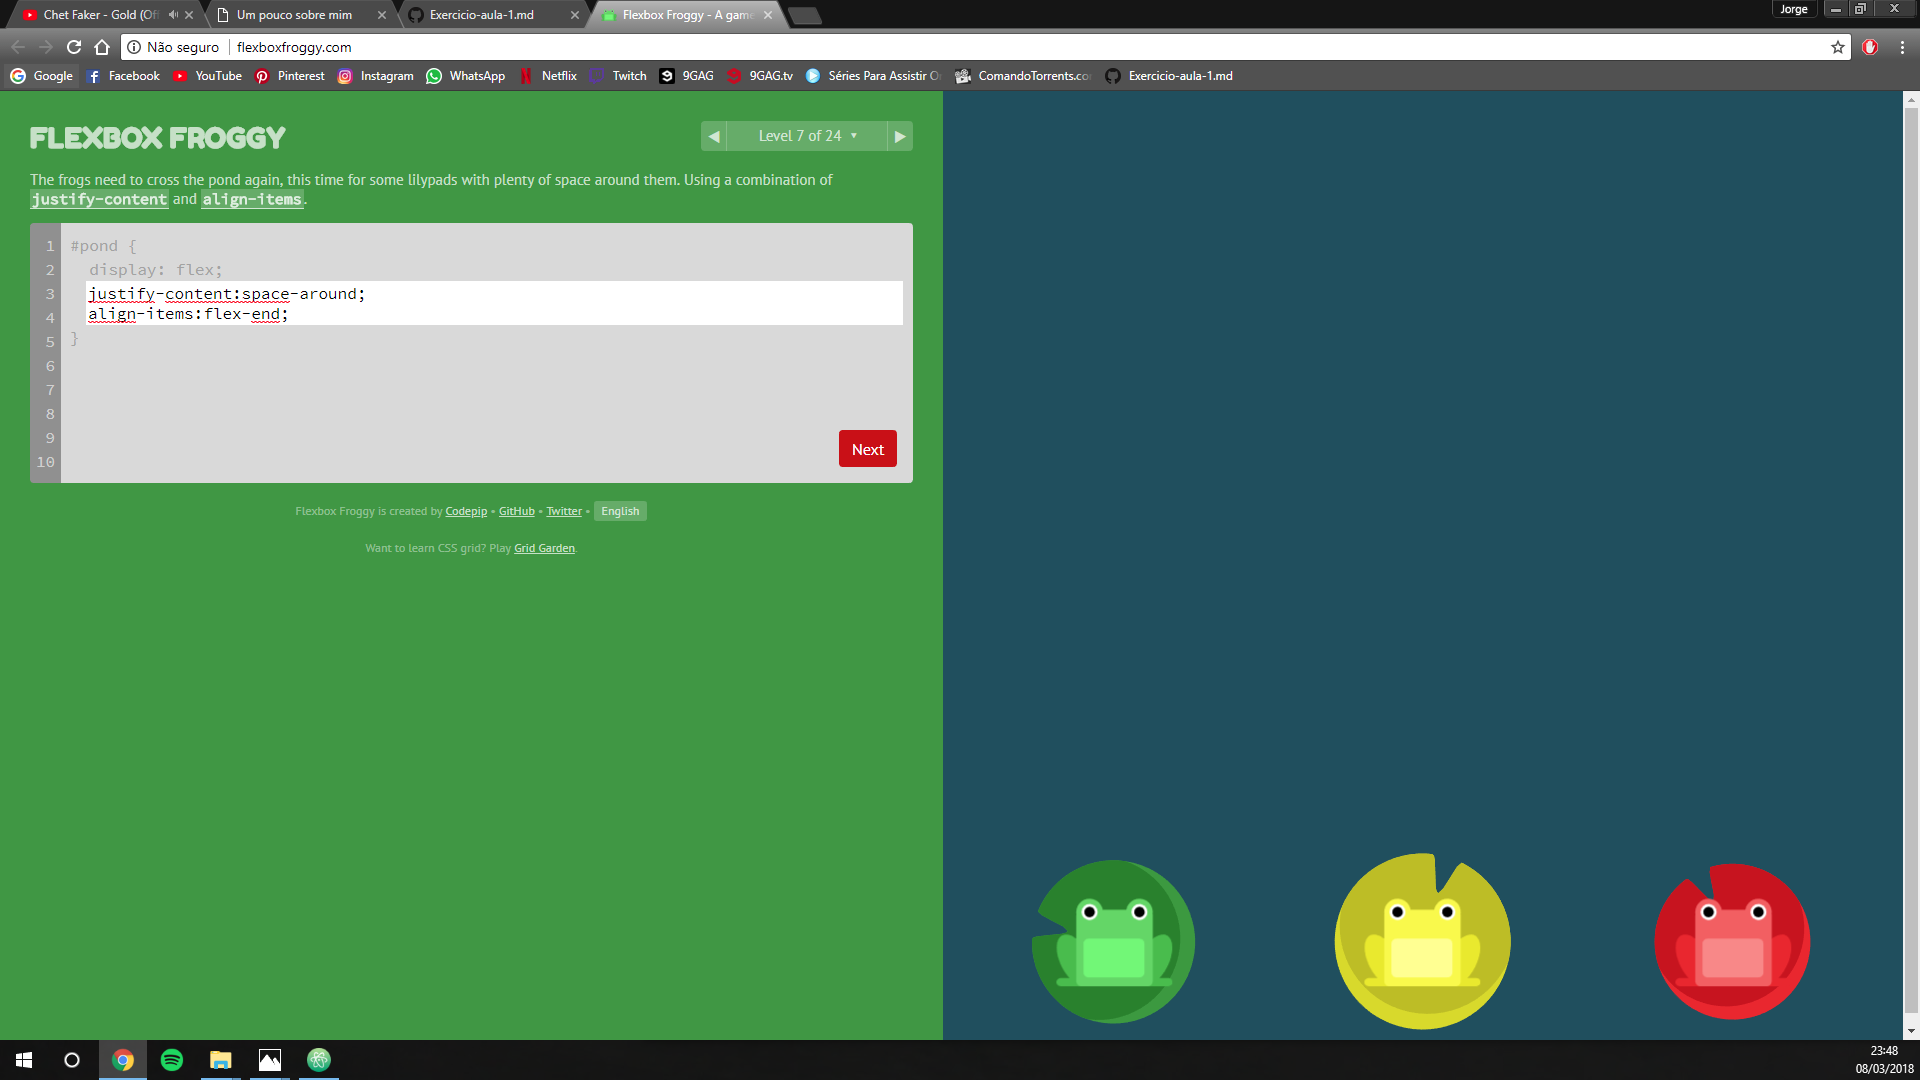 Chet Faker - Gold (Of
Um pouco sobre mim
Exercicio-aula-1.md
Flexbox Froggy - A game
Jorge
Não seguro
flexboxfroggy.com
Google
Facebook
YouTube
Pinterest
Instagram
WhatsApp
Netflix
Twitch
9GAG
9GAG.tv
Séries Para Assistir O
ComandoTorrents.co
Exercicio-aula-1.md
FLEXBOX FROGGY
Level 7 of 24 ▼
The frogs need to cross the pond again, this time for some lilypads with plenty of space around them. Using a combination of
justify-content and align-items.
1 #pond {
2 display: flex;
3 justify-content:space-around;
4 align-items:flex-end;
5 }
6
7
8
9
10
Next
Flexbox Froggy is created by Codepip • GitHub • Twitter • English
Want to learn CSS grid? Play Grid Garden.
23:48
08/03/2018